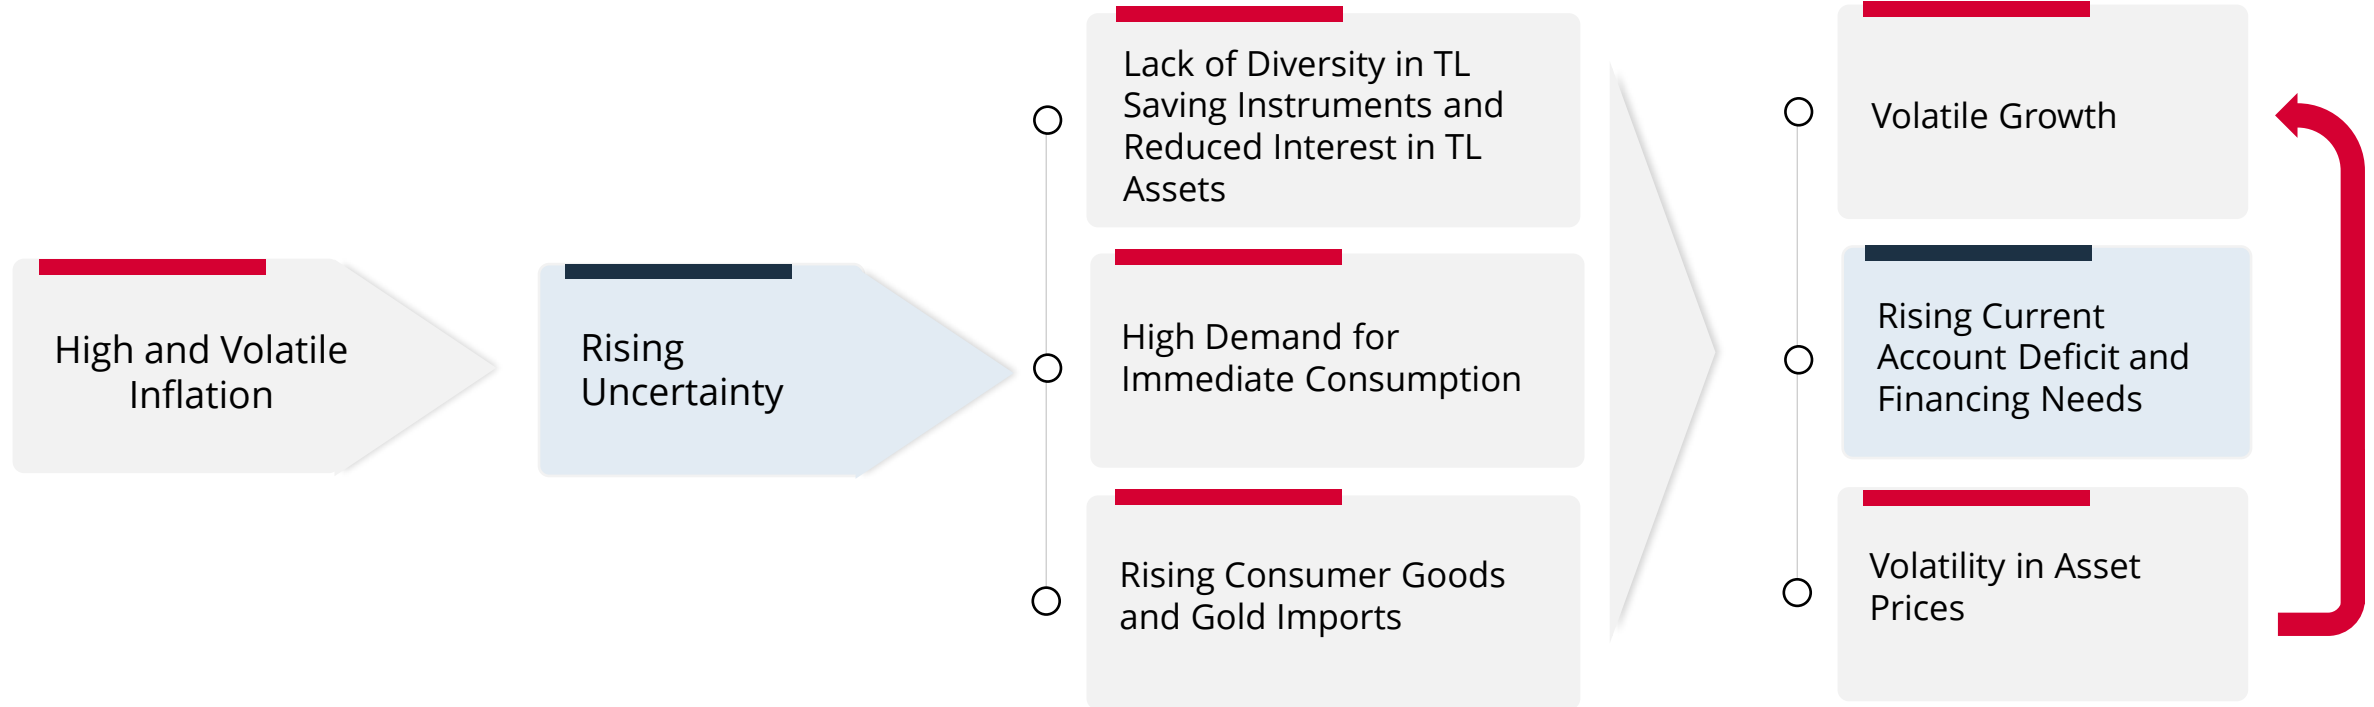 High and Volatile
Inflation
Rising
Uncertainty
Lack of Diversity in TL
Saving Instruments and
Reduced Interest in TL
Assets
High Demand for
Immediate Consumption
Rising Consumer Goods
and Gold Imports
Volatile Growth
Rising Current
Account Deficit and
Financing Needs
Volatility in Asset
Prices